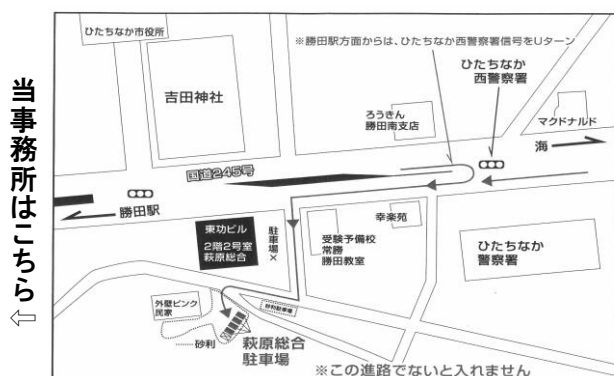 当事務所はこちら⇦
ひたちなか市役所
※勝田駅方面からは、ひたちなか西警察署信号をUターン
ひたちなか
西警察署
吉田神社
ろうきん
勝田南支店
マクドナルド
海
国道245号
勝田駅
東功ビル
2階2号室
萩原総合
駐車場×
幸楽苑
受験予備校
常勝
勝田教室
ひたちなか
警察署
外壁ピンク
民家
砂利駐車場
砂利
萩原総合
駐車場
※この進路でないと入れません